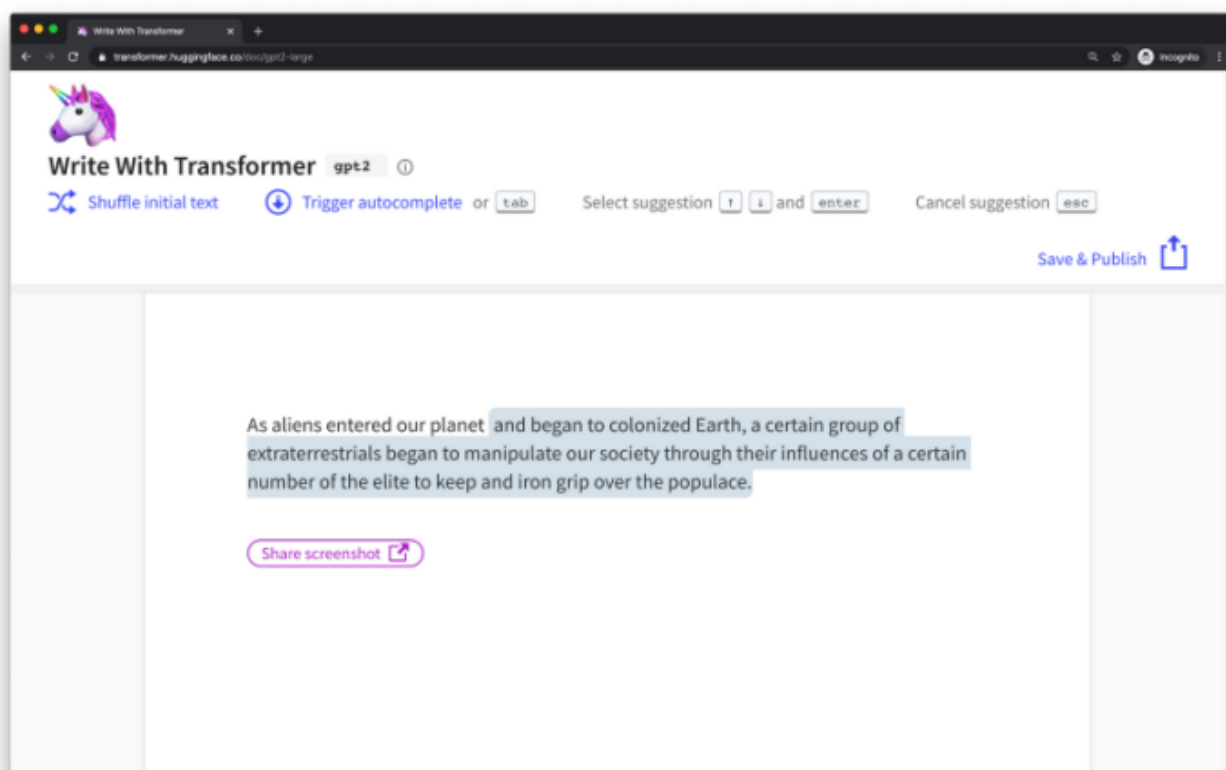 Write With Transformer
transformer.huggingface.co/doc/gpt2-large
Incognito
Write With Transformer gpt2
Shuffle initial text Trigger autocomplete or tab Select suggestion ↑ ↓ and enter Cancel suggestion esc
Save & Publish
As aliens entered our planet and began to colonized Earth, a certain group of
extraterrestrials began to manipulate our society through their influences of a certain
number of the elite to keep and iron grip over the populace.
Share screenshot